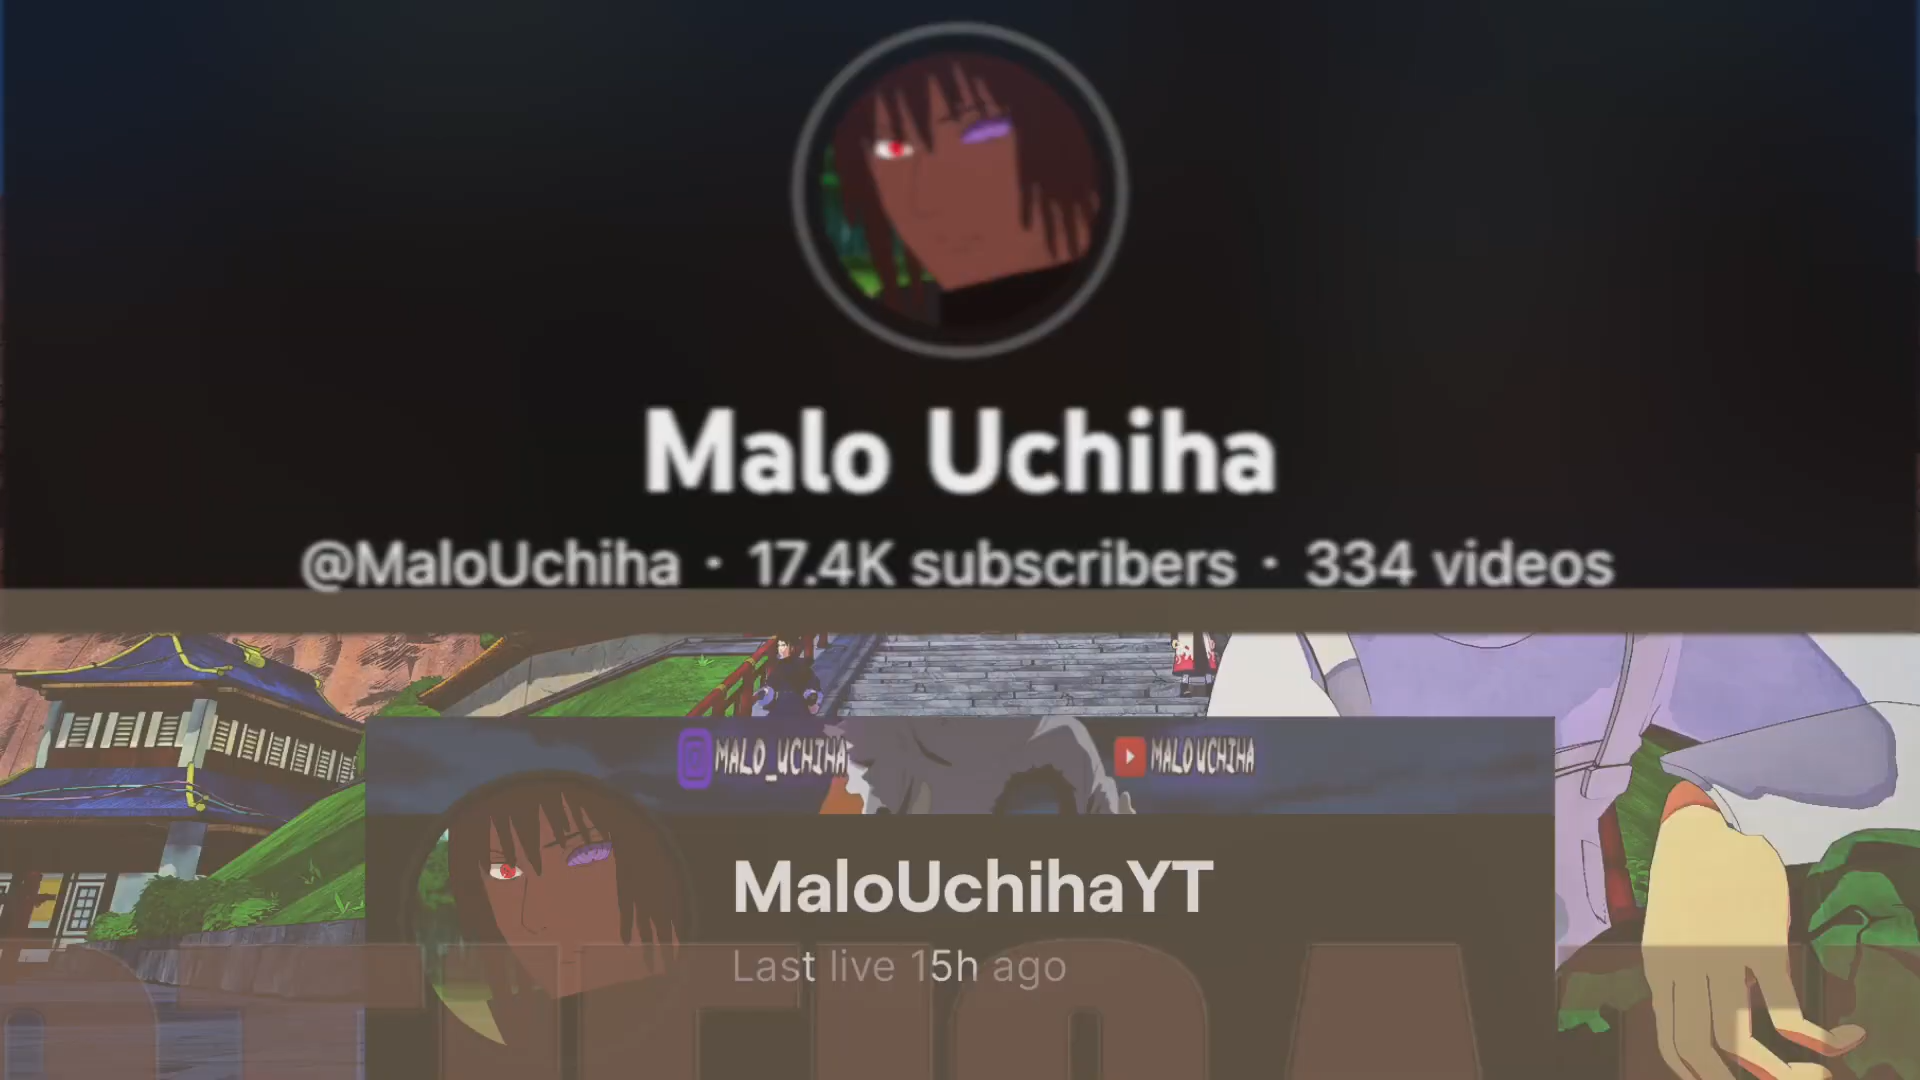 Malo Uchiha
@MaloUchiha · 17.4K subscribers · 334 videos
MALO_UCHIHA MALO UCHIHA
MaloUchihaYT
Last live 15h ago